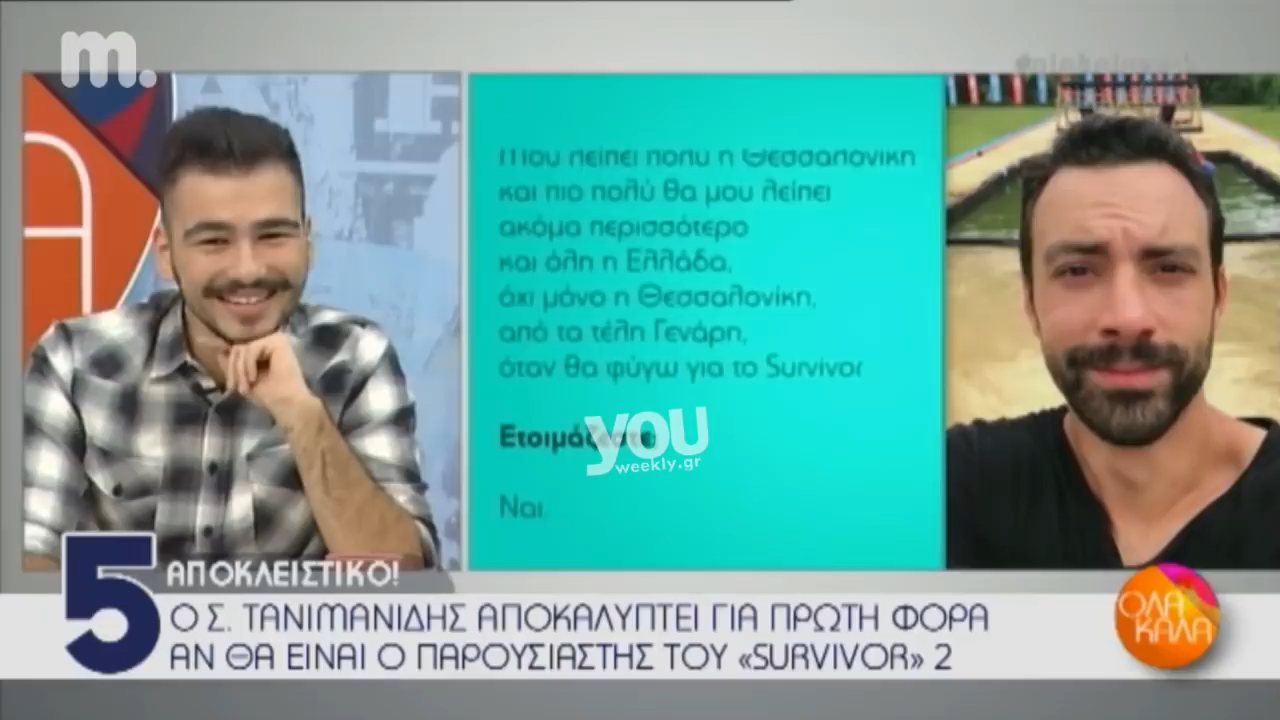 m.
Μου λείπει πολύ η Θεσσαλονίκη
και πιο πολύ θα μου λείπει
ακόμα περισσότερο
και όλη η Ελλάδα,
όχι μόνο η Θεσσαλονίκη,
από τα τέλη Γενάρη,
όταν θα φύγω για το Survivor
Ετοιμάζεστε;
you
weekly.gr
Ναι.
5
ΑΠΟΚΛΕΙΣΤΙΚΟ!
Ο Σ. ΤΑΝΙΜΑΝΙΔΗΣ ΑΠΟΚΑΛΥΠΤΕΙ ΓΙΑ ΠΡΩΤΗ ΦΟΡΑ
ΑΝ ΘΑ ΕΙΝΑΙ Ο ΠΑΡΟΥΣΙΑΣΤΗΣ ΤΟΥ «SURVIVOR» 2
ΟΛΑ
ΚΑΛΑ